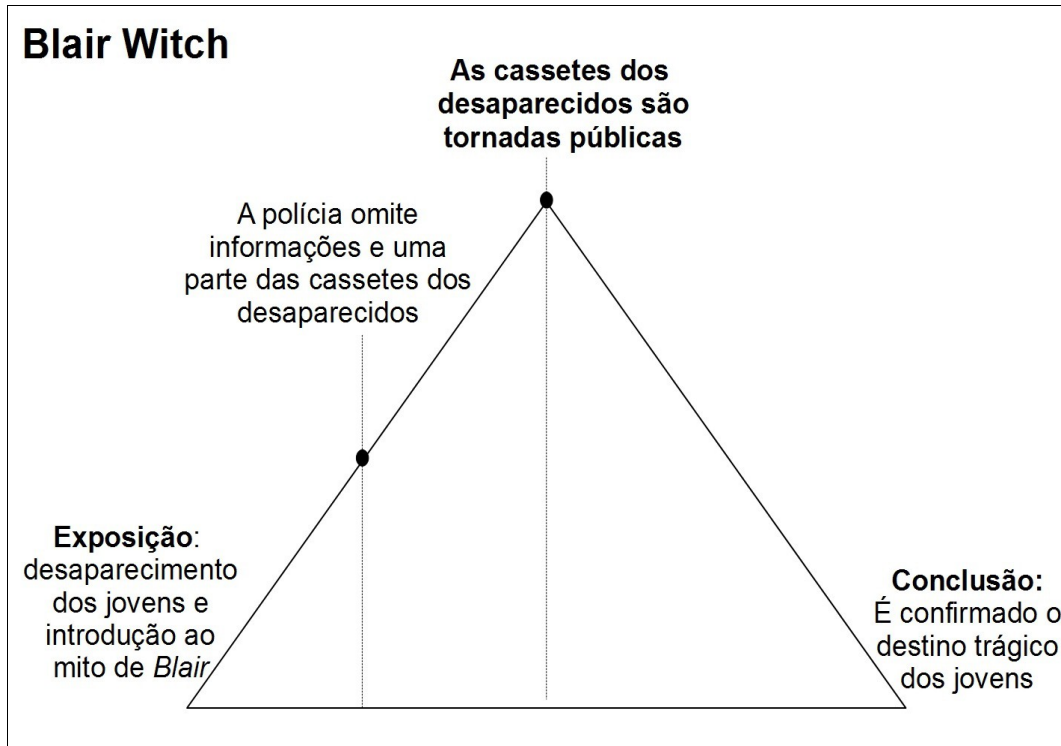 Blair Witch
As cassetes dos
desaparecidos são
tornadas públicas
A polícia omite
informações e uma
parte das cassetes dos
desaparecidos
Exposição:
desaparecimento
dos jovens e
introdução ao
mito de Blair
Conclusão:
É confirmado o
destino trágico
dos jovens